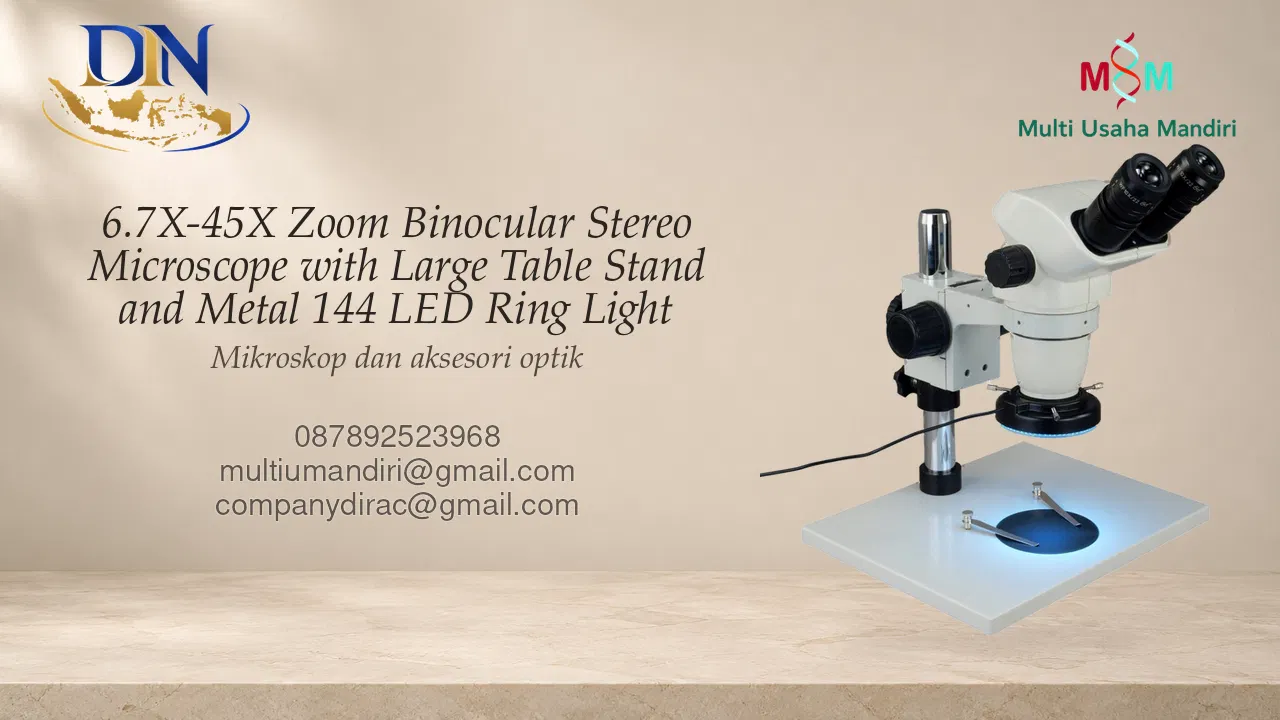 DIN
M M
Multi Usaha Mandiri
6.7X-45X Zoom Binocular Stereo
Microscope with Large Table Stand
and Metal 144 LED Ring Light
Mikroskop dan aksesori optik
087892523968
multiumandiri@gmail.com
companydirac@gmail.com